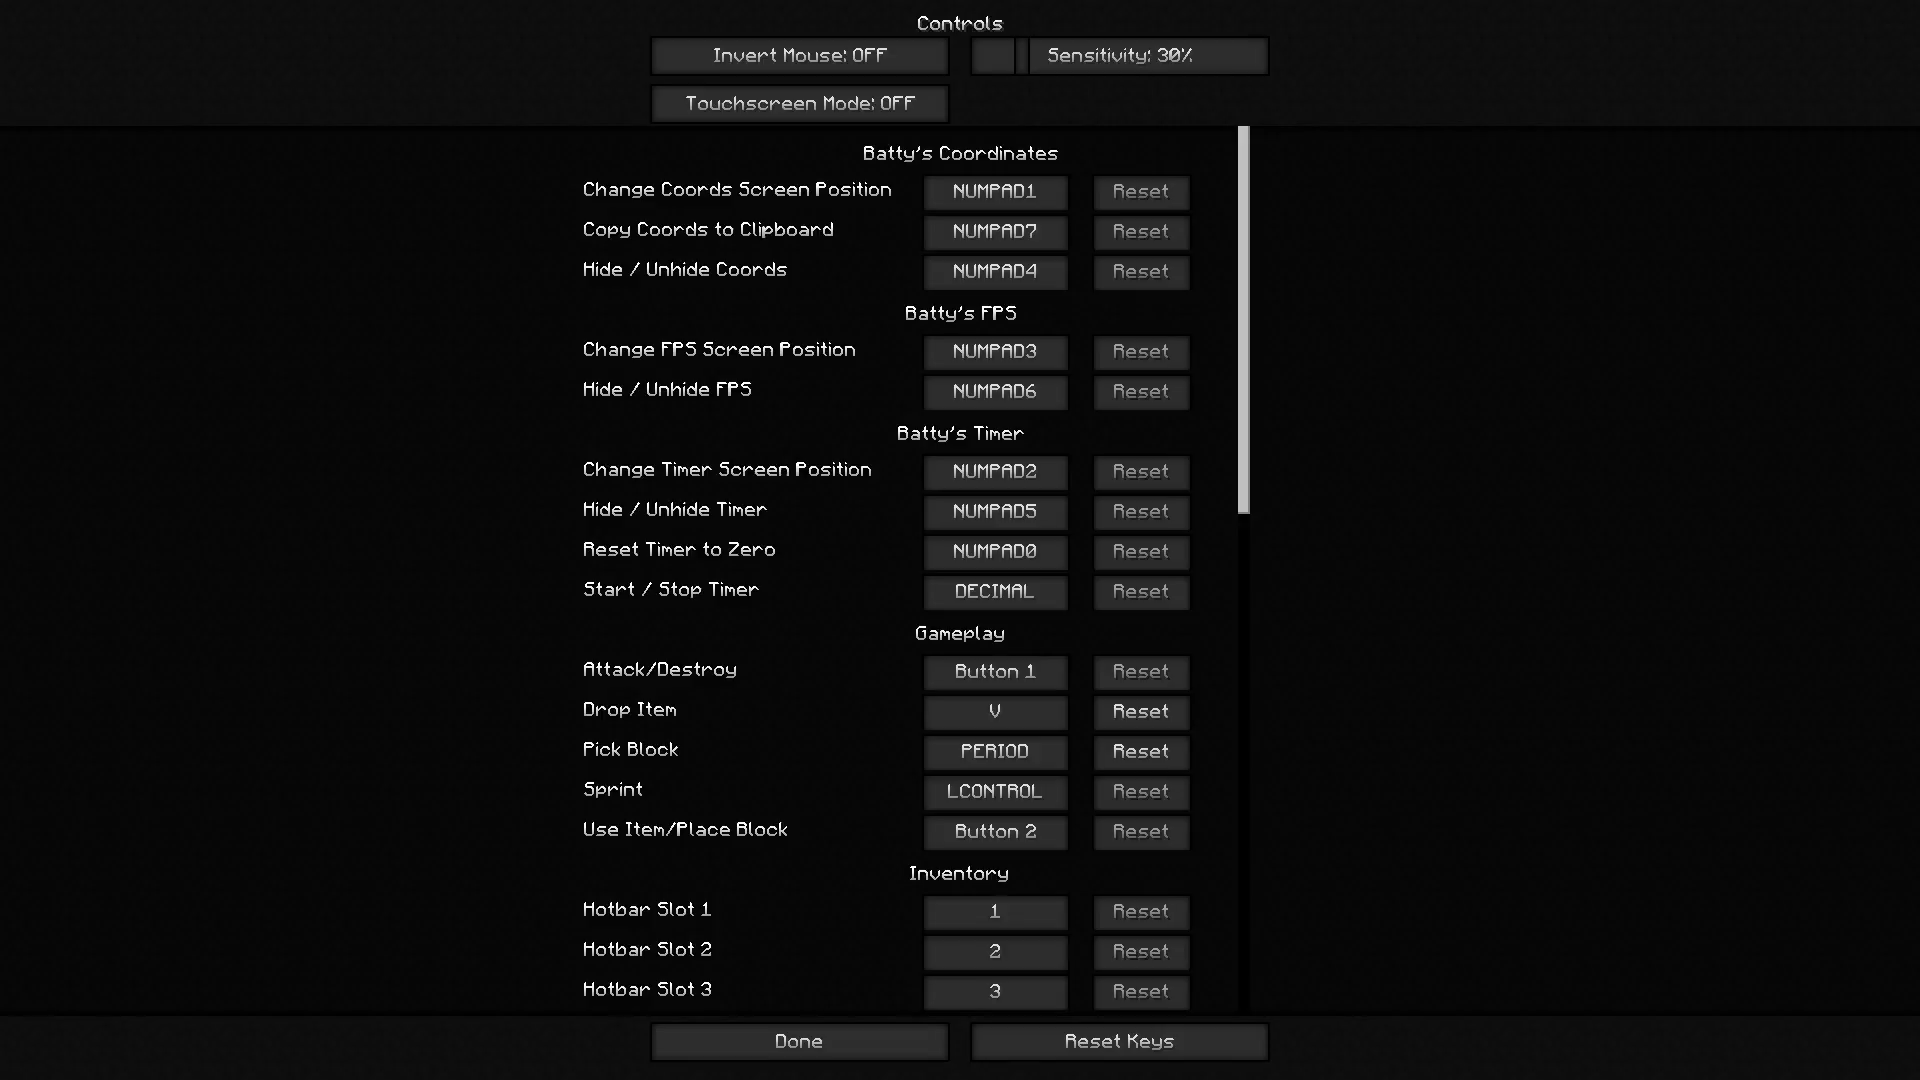 Controls
Invert Mouse: OFF Sensitivity: 30%
Touchscreen Mode: OFF
Batty's Coordinates
Change Coords Screen Position NUMPAD1 Reset
Copy Coords to Clipboard NUMPAD7 Reset
Hide / Unhide Coords NUMPAD4 Reset
Batty's FPS
Change FPS Screen Position NUMPAD3 Reset
Hide / Unhide FPS NUMPAD6 Reset
Batty's Timer
Change Timer Screen Position NUMPAD2 Reset
Hide / Unhide Timer NUMPAD5 Reset
Reset Timer to Zero NUMPAD0 Reset
Start / Stop Timer DECIMAL Reset
Gameplay
Attack/Destroy Button 1 Reset
Drop Item V Reset
Pick Block PERIOD Reset
Sprint LCONTROL Reset
Use Item/Place Block Button 2 Reset
Inventory
Hotbar Slot 1 1 Reset
Hotbar Slot 2 2 Reset
Hotbar Slot 3 3 Reset
Done Reset Keys